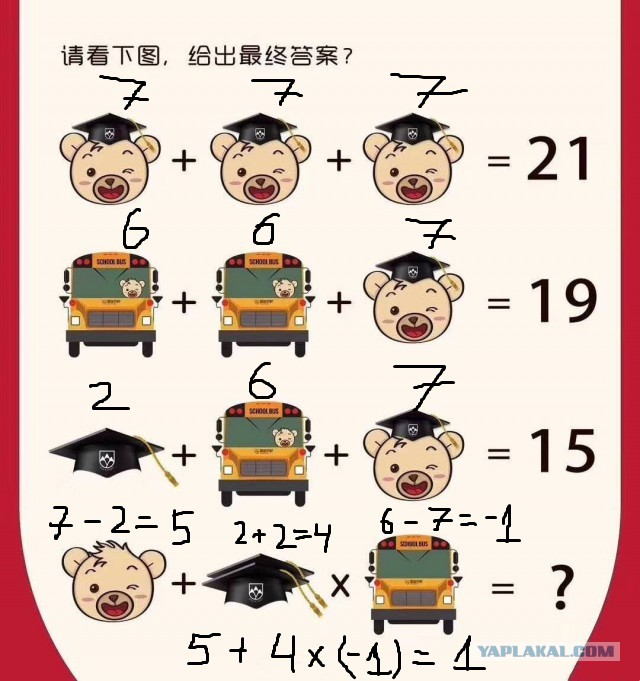 请看下图，给出最终答案?
7 7 7
+ + = 21
SCHOOL BUS SCHOOL BUS
6 6 7
+ + = 19
2 6 7
SCHOOL BUS
+ + = 15
7-2=5 2+2=4 6-7=-1
SCHOOL BUS
+ x = ?
5+4x(-1)=1
YAPLAKAL.COM